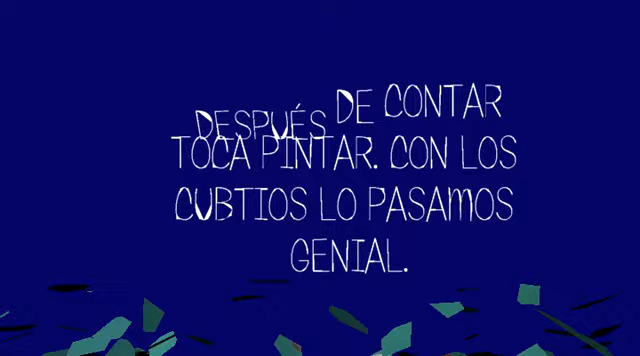 DESPUÉS DE CONTAR
TOCA PINTAR. CON LOS
CUBTIOS LO PASAMOS
GENIAL.